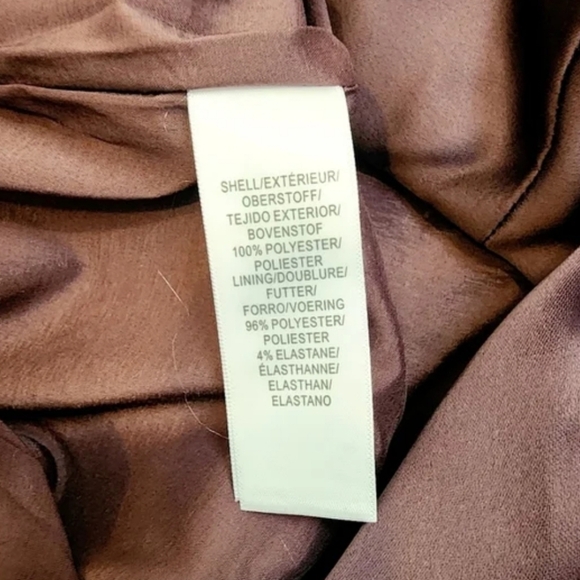 SHELL/EXTÉRIEUR/
OBERSTOFF/
TEJIDO EXTERIOR/
BOVENSTOF
100% POLYESTER/
POLIESTER
LINING/DOUBLURE/
FUTTER/
FORRO/VOERING
96% POLYESTER/
POLIESTER
4% ELASTANE/
ÉLASTHANNE/
ELASTHAN/
ELASTANO